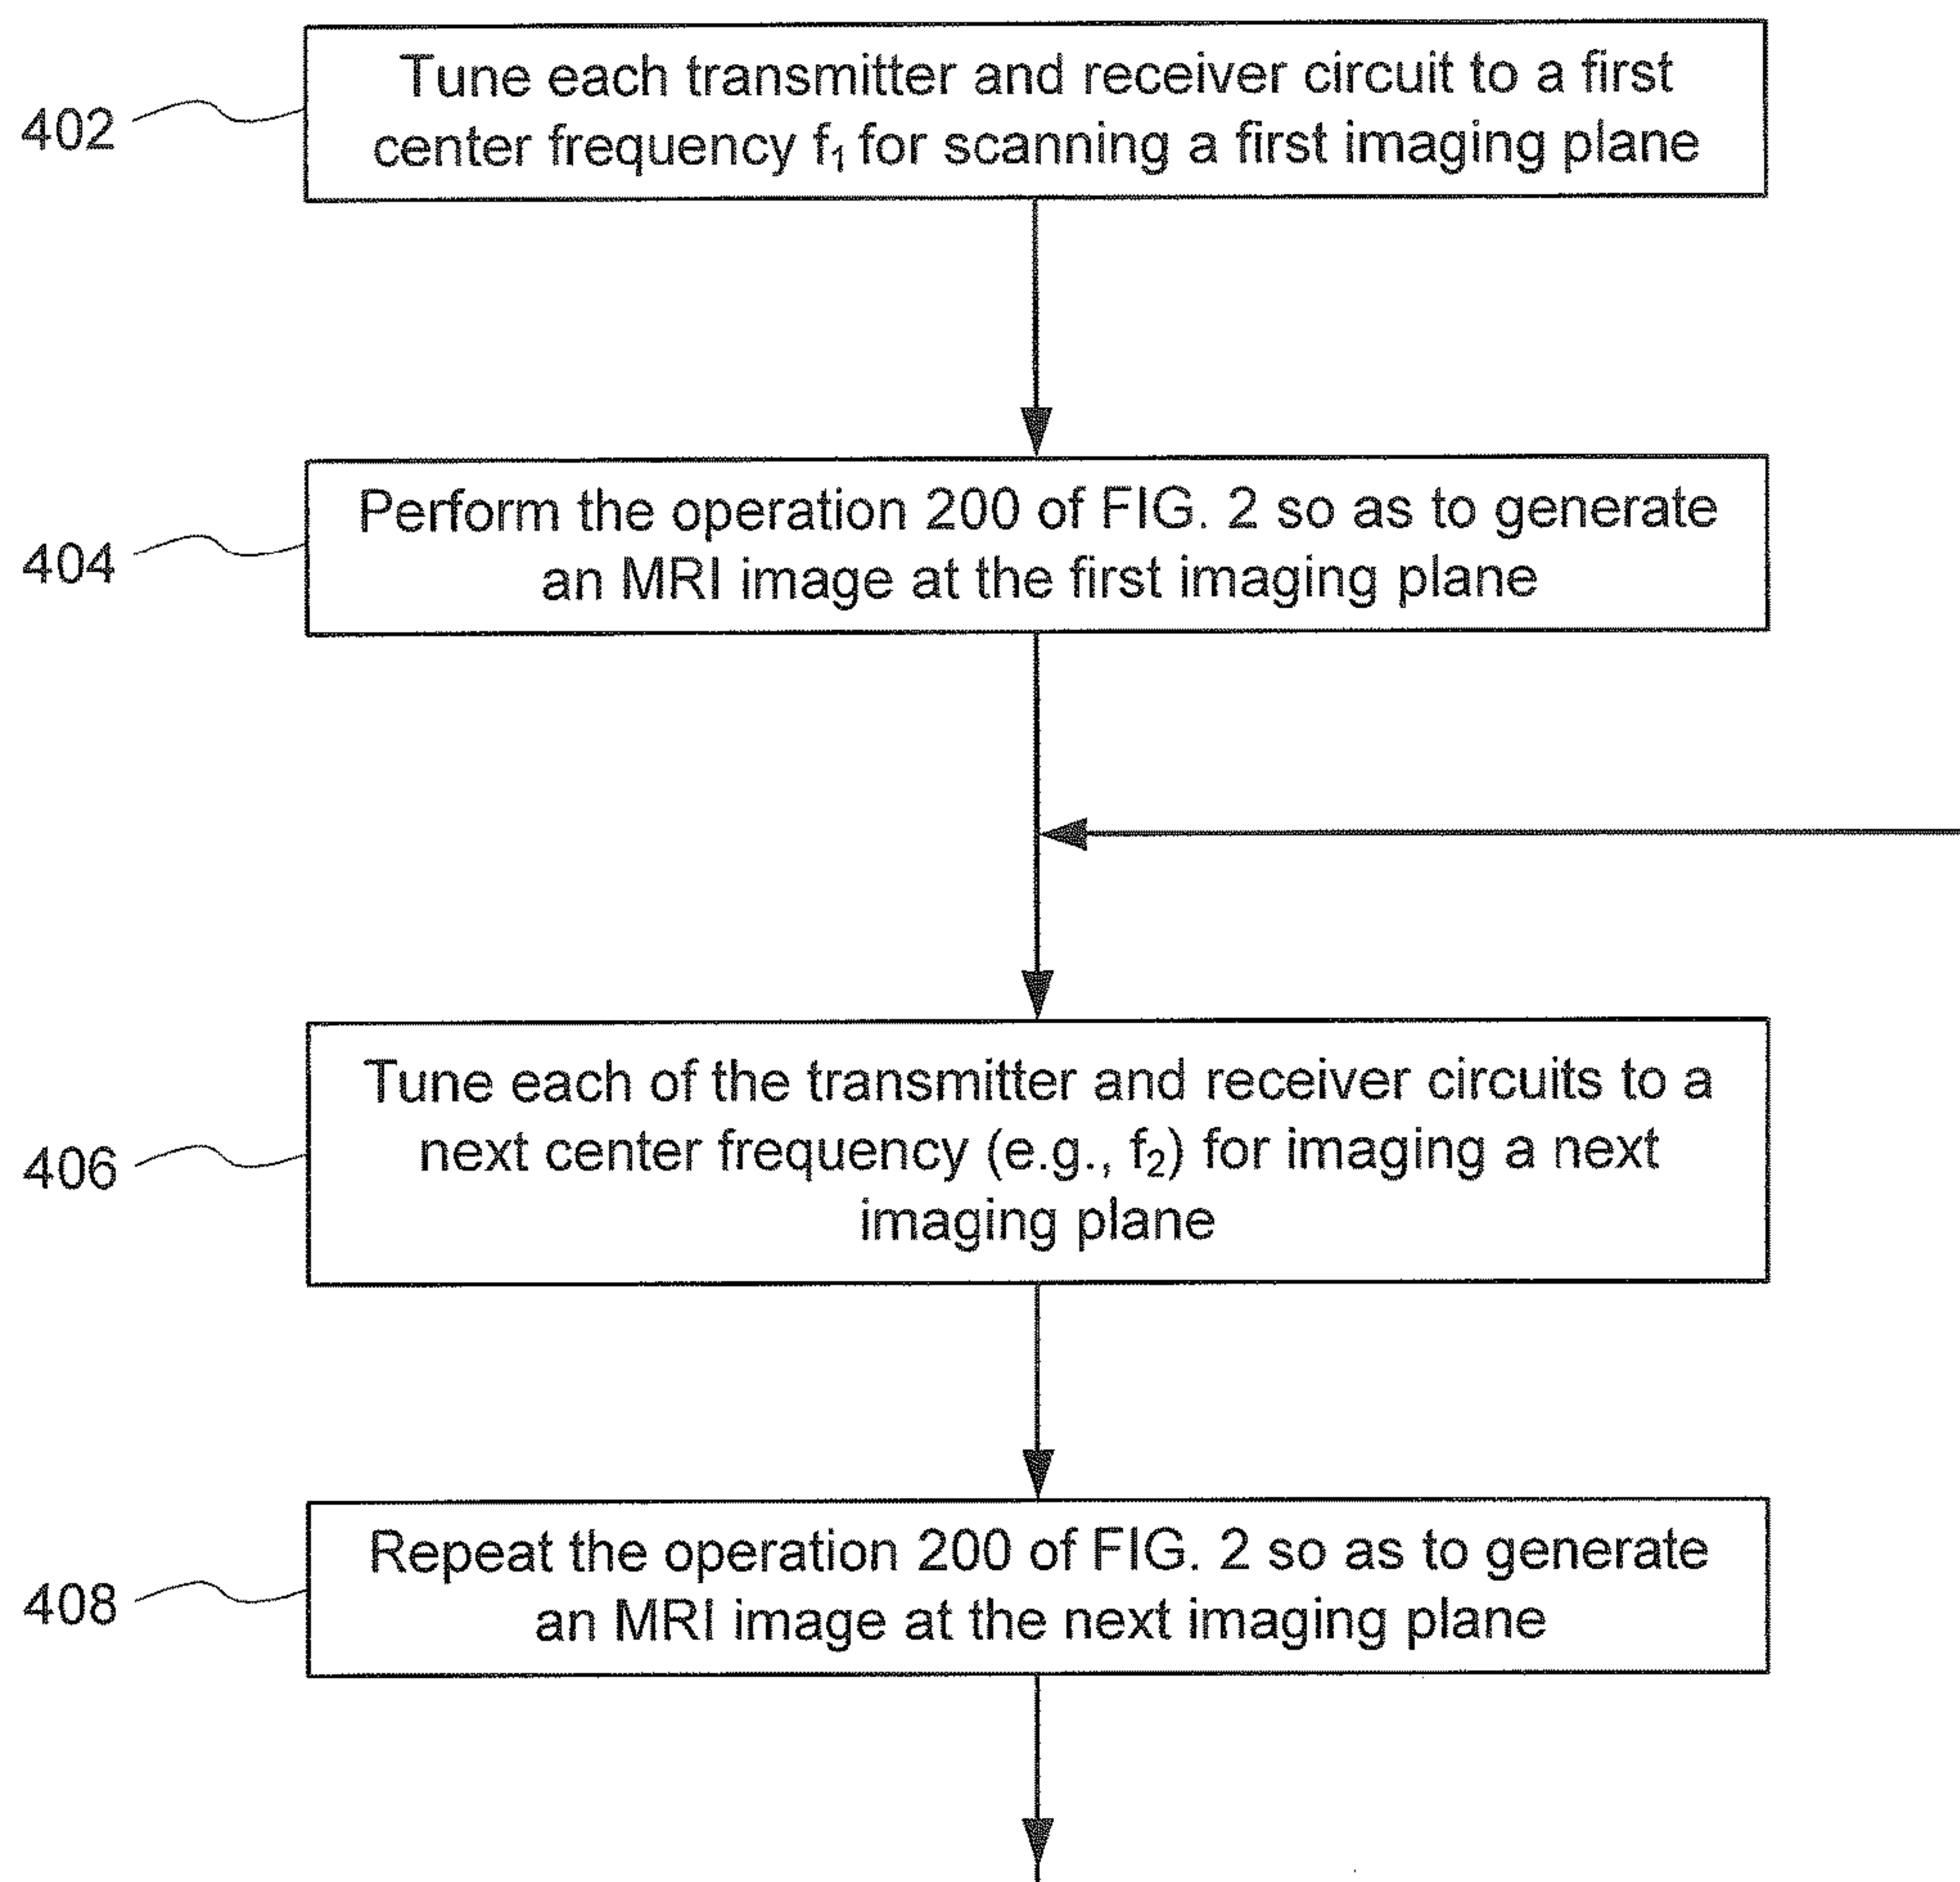 402
Tune each transmitter and receiver circuit to a first
center frequency f₁ for scanning a first imaging plane
404
Perform the operation 200 of FIG. 2 so as to generate
an MRI image at the first imaging plane
406
Tune each of the transmitter and receiver circuits to a
next center frequency (e.g., f₂) for imaging a next
imaging plane
408
Repeat the operation 200 of FIG. 2 so as to generate
an MRI image at the next imaging plane